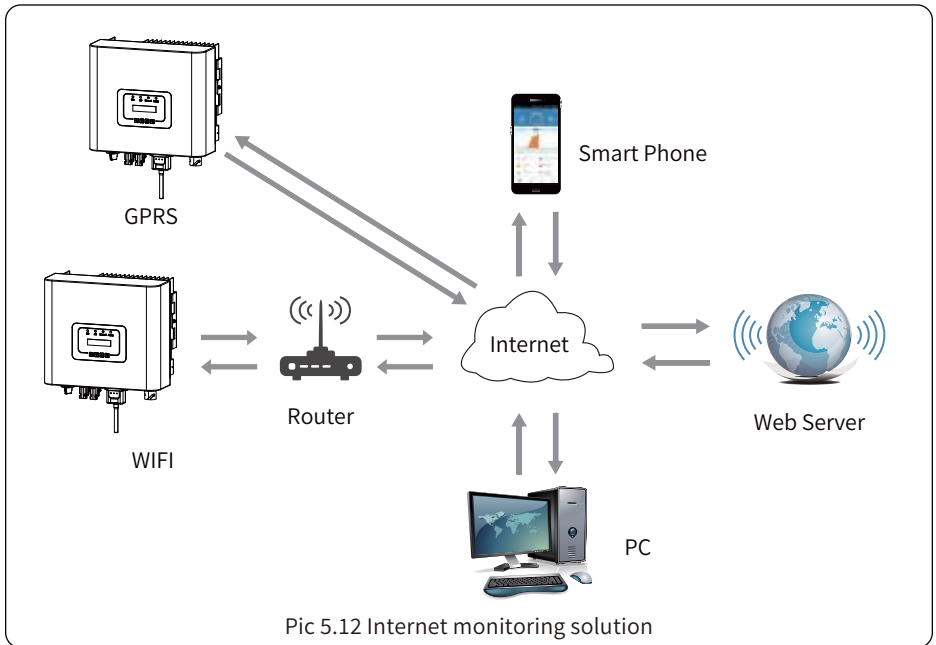 Smart Phone
GPRS
Internet
Router
Web Server
WIFI
PC
Pic 5.12 Internet monitoring solution